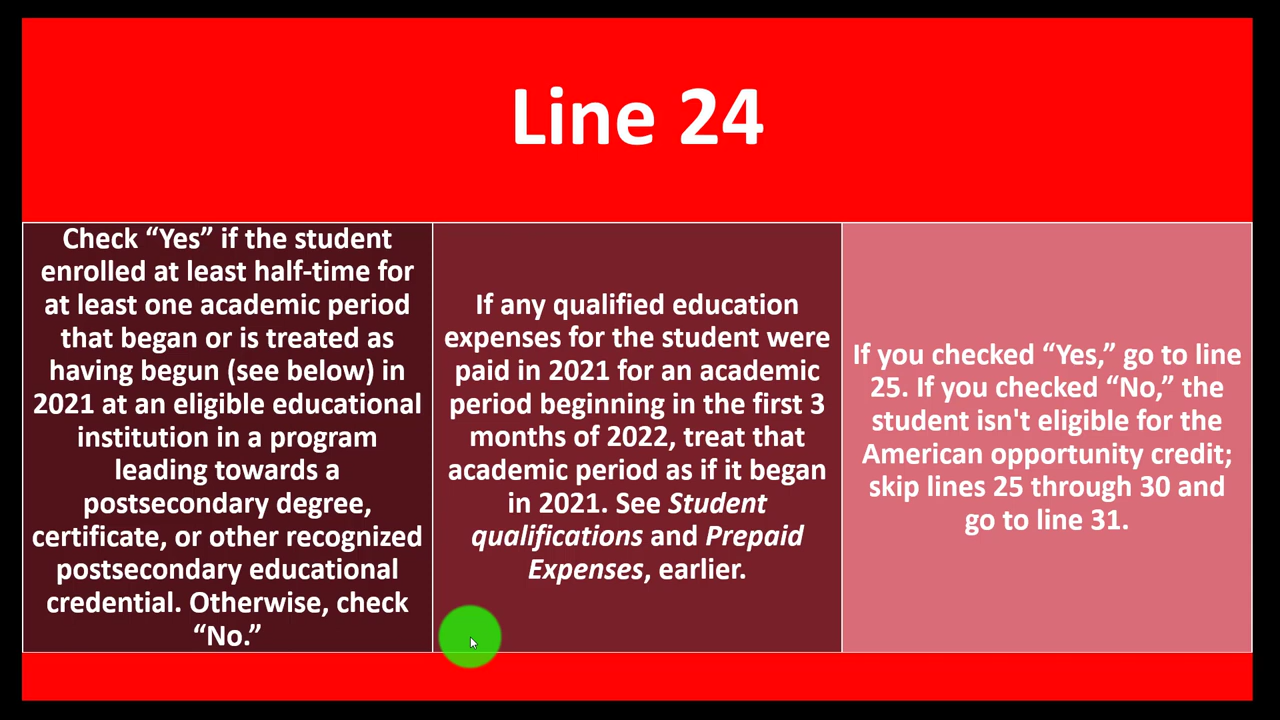 Line 24
Check “Yes” if the student
enrolled at least half-time for
at least one academic period
that began or is treated as
having begun (see below) in
2021 at an eligible educational
institution in a program
leading towards a
postsecondary degree,
certificate, or other recognized
postsecondary educational
credential. Otherwise, check
“No.”
If any qualified education
expenses for the student were
paid in 2021 for an academic
period beginning in the first 3
months of 2022, treat that
academic period as if it began
in 2021. See Student
qualifications and Prepaid
Expenses, earlier.
If you checked “Yes,” go to line
25. If you checked “No,” the
student isn't eligible for the
American opportunity credit;
skip lines 25 through 30 and
go to line 31.